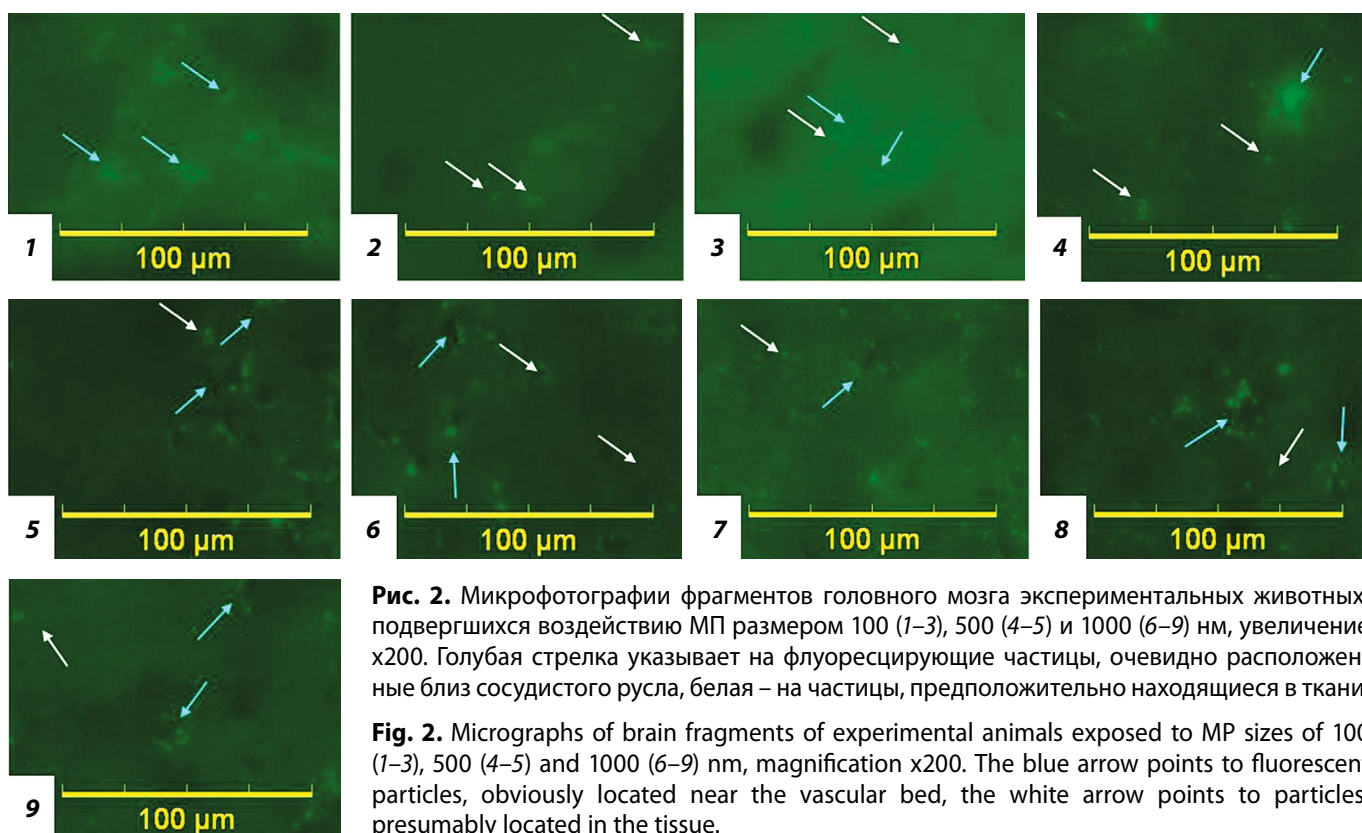 100 µm
1
100 µm
2
100 µm
3
100 µm
4
100 µm
5
100 µm
6
100 µm
7
100 µm
8
100 µm
9
Рис. 2. Микрофотографии фрагментов головного мозга экспериментальных животных
подвергшихся воздействию МП размером 100 (1–3), 500 (4–5) и 1000 (6–9) нм, увеличение
x200. Голубая стрелка указывает на флуоресцирующие частицы, очевидно расположен
ные близ сосудистого русла, белая – на частицы, предположительно находящиеся в ткани
Fig. 2. Micrographs of brain fragments of experimental animals exposed to MP sizes of 100
(1–3), 500 (4–5) and 1000 (6–9) nm, magnification x200. The blue arrow points to fluorescen
particles, obviously located near the vascular bed, the white arrow points to particles
presumably located in the tissue.